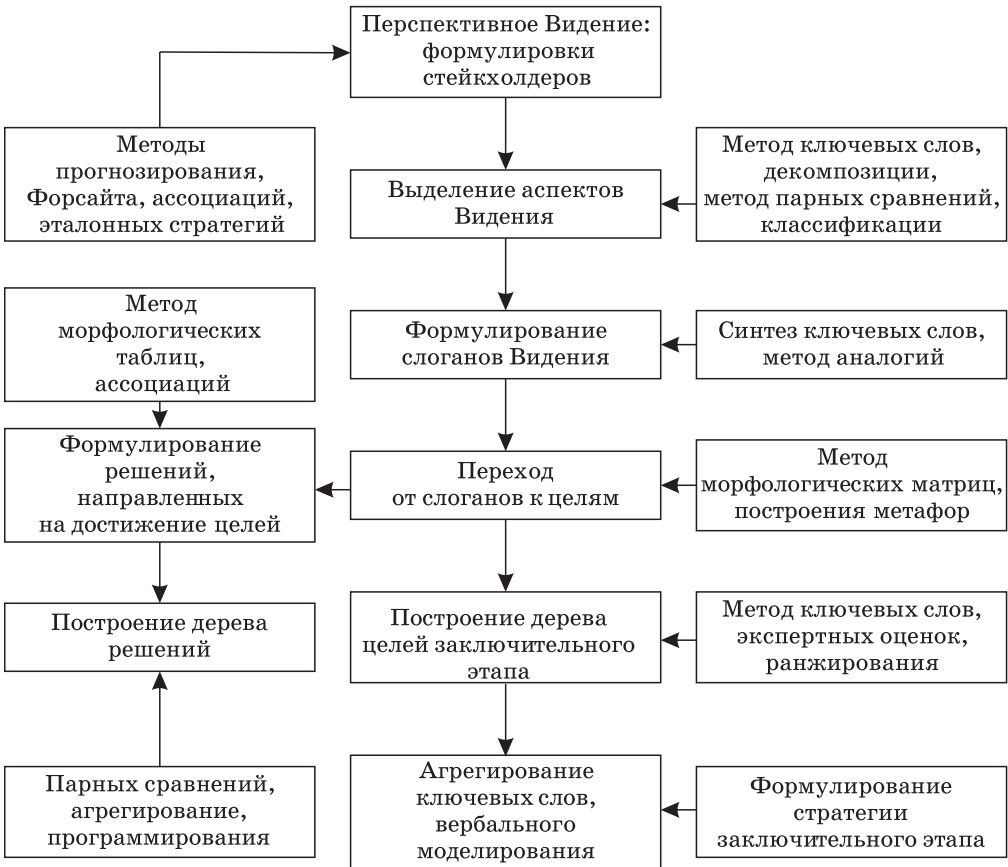 Перспективное Видение:
формулировки
стейкхолдеров
Методы
прогнозирования,
Форсайта, ассоциаций,
эталонных стратегий
Выделение аспектов
Видения
Метод ключевых слов,
декомпозиции,
метод парных сравнений,
классификации
Метод
морфологических
таблиц,
ассоциаций
Формулирование
слоганов Видения
Синтез ключевых слов,
метод аналогий
Формулирование
решений,
направленных
на достижение целей
Переход
от слоганов к целям
Метод
морфологических матриц,
построения метафор
Построение дерева
решений
Построение дерева
целей заключительного
этапа
Метод ключевых слов,
экспертных оценок,
ранжирования
Парных сравнений,
агрегирование,
программирования
Агрегирование
ключевых слов,
вербального
моделирования
Формулирование
стратегии
заключительного этапа